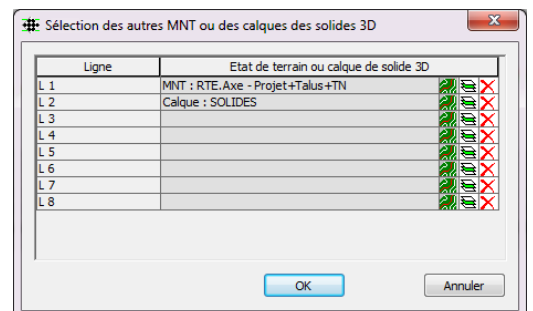 Sélection des autres MNT ou des calques des solides 3D
Ligne Etat de terrain ou calque de solide 3D
L 1 MNT : RTE.Axe - Projet+Talus+TN
L 2 Calque : SOLIDES
L 3
L 4
L 5
L 6
L 7
L 8
OK Annuler